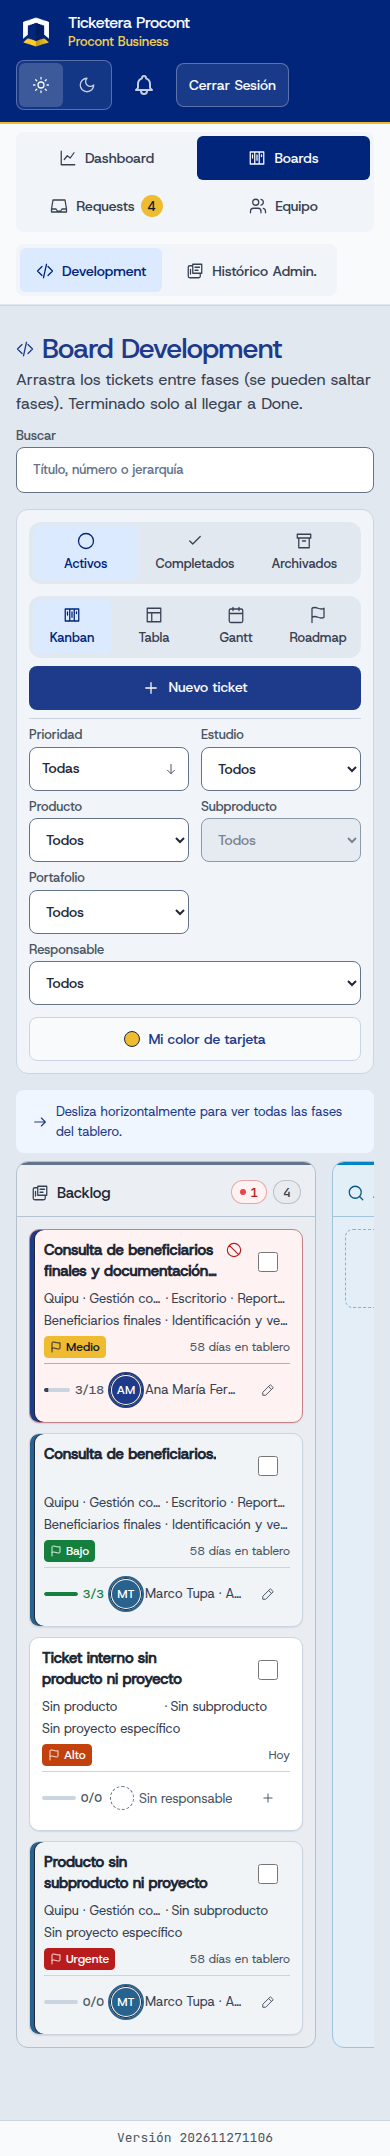 Ticketera Procont
Procont Business
Cerrar Sesión
Dashboard
Boards
Requests 4
Equipo
Development
Histórico Admin.
Board Development
Arrastra los tickets entre fases (se pueden saltar
fases). Terminado solo al llegar a Done.
Buscar
Título, número o jerarquía
Activos
Completados
Archivados
Kanban
Tabla
Gantt
Roadmap
Nuevo ticket
Prioridad
Estudio
Todas
Todos
Producto
Subproducto
Todos
Todos
Portafolio
Todos
Responsable
Todos
Mi color de tarjeta
Desliza horizontalmente para ver todas las fases
del tablero.
Backlog
1
4
Consulta de beneficiarios
finales y documentación...
Quipu · Gestión co... · Escritorio · Report...
Beneficiarios finales · Identificación y ve...
Medio
58 días en tablero
3/18
AM
Ana María Fer...
Consulta de beneficiarios.
Quipu · Gestión co... · Escritorio · Report...
Beneficiarios finales · Identificación y ve...
Bajo
58 días en tablero
3/3
MT
Marco Tupa · A...
Ticket interno sin
producto ni proyecto
Sin producto · Sin subproducto
Sin proyecto específico
Alto
Hoy
0/0
Sin responsable
Producto sin
subproducto ni proyecto
Quipu · Gestión co... · Sin subproducto
Sin proyecto específico
Urgente
58 días en tablero
0/0
MT
Marco Tupa · A...
Versión 202611271106